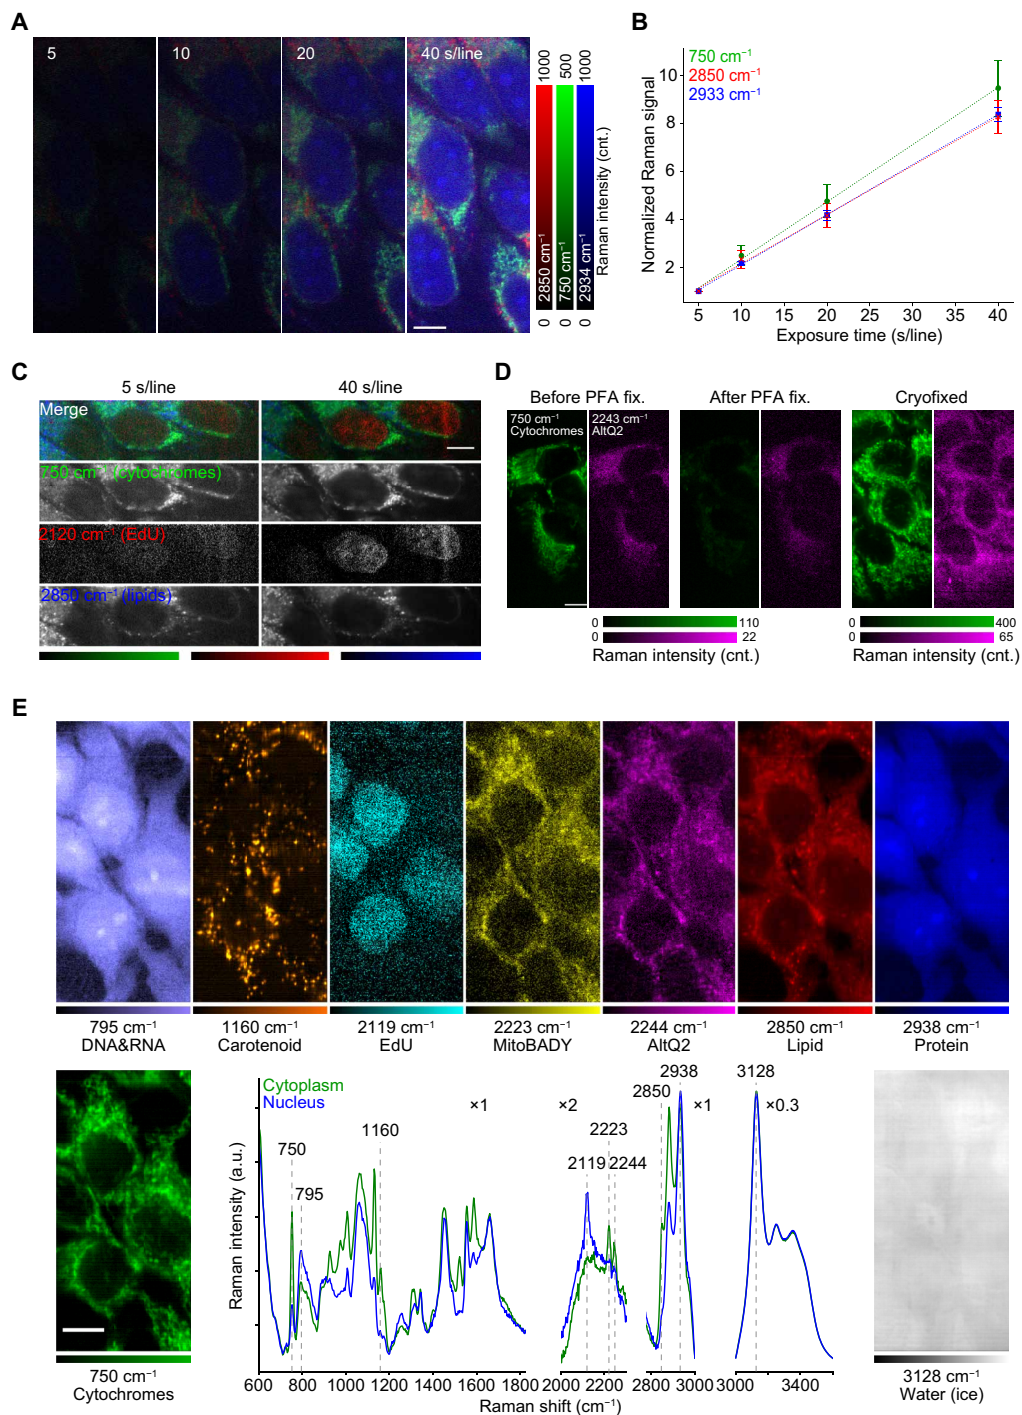 A
5
10
20
40 s/line
0 2850 cm⁻¹ 1000
0 750 cm⁻¹ 500
0 2934 cm⁻¹ 1000
Raman intensity (cnt.)
B
750 cm⁻¹
2850 cm⁻¹
2933 cm⁻¹
Normalized Raman signal
10
8
6
4
2
5 10 15 20 25 30 35 40
Exposure time (s/line)
C
5 s/line
40 s/line
Merge
750 cm⁻¹ (cytochromes)
2120 cm⁻¹ (EdU)
2850 cm⁻¹ (lipids)
D
Before PFA fix.
After PFA fix.
Cryofixed
750 cm⁻¹
Cytochromes
2243 cm⁻¹
AltQ2
0 110
0 22
Raman intensity (cnt.)
0 400
0 65
Raman intensity (cnt.)
E
795 cm⁻¹
DNA&RNA
1160 cm⁻¹
Carotenoid
2119 cm⁻¹
EdU
2223 cm⁻¹
MitoBADY
2244 cm⁻¹
AltQ2
2850 cm⁻¹
Lipid
2938 cm⁻¹
Protein
750 cm⁻¹
Cytochromes
Cytoplasm
Nucleus
×1
×2
×1
×0.3
750
795
1160
2119
2223
2244
2850
2938
3128
Raman intensity (a.u.)
600 800 1000 1200 1400 1600 1800
2000 2200
2800 3000
3000 3400
Raman shift (cm⁻¹)
3128 cm⁻¹
Water (ice)